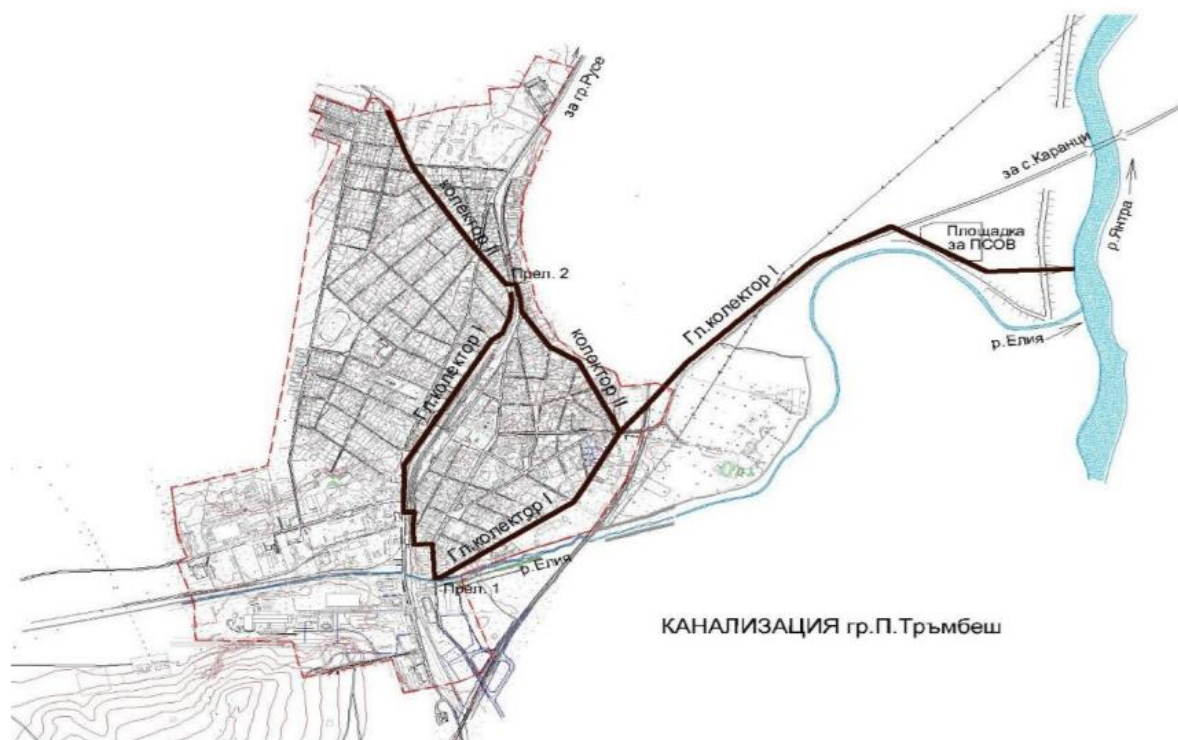 за гр.Русе
за с.Каранци
р.Янтра
колектор II
Площадка
за ПСОВ
Прел. 2
Гл.колектор I
р.Елия
Гл.колектор I
колектор II
Гл.колектор I
р.Елия
Прел. 1
КАНАЛИЗАЦИЯ гр.П.Тръмбеш